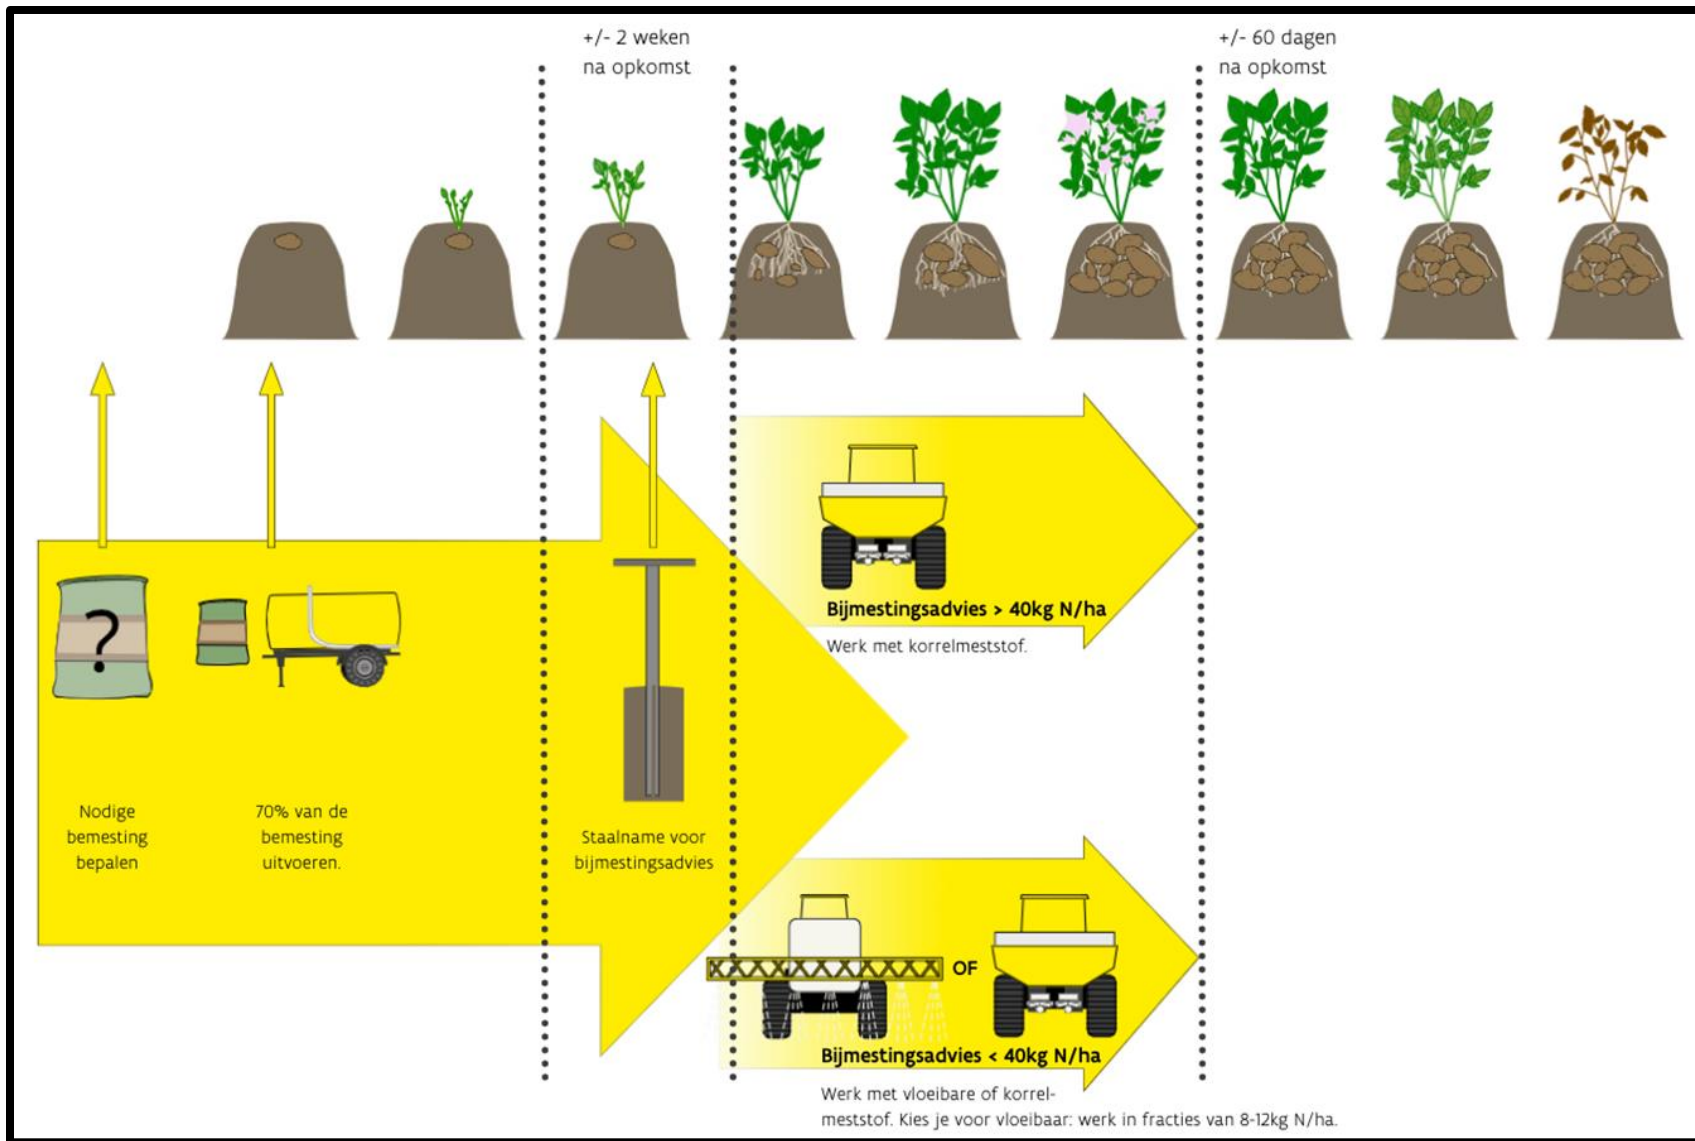 +/- 2 weken
na opkomst
+/- 60 dagen
na opkomst
?
Nodige
bemesting
bepalen
70% van de
bemesting
uitvoeren.
Staalname voor
bijmestingsadvies
Bijmestingsadvies > 40kg N/ha
Werk met korrelmeststof.
OF
Bijmestingsadvies < 40kg N/ha
Werk met vloeibare of korrel-
meststof. Kies je voor vloeibaar: werk in fracties van 8-12kg N/ha.